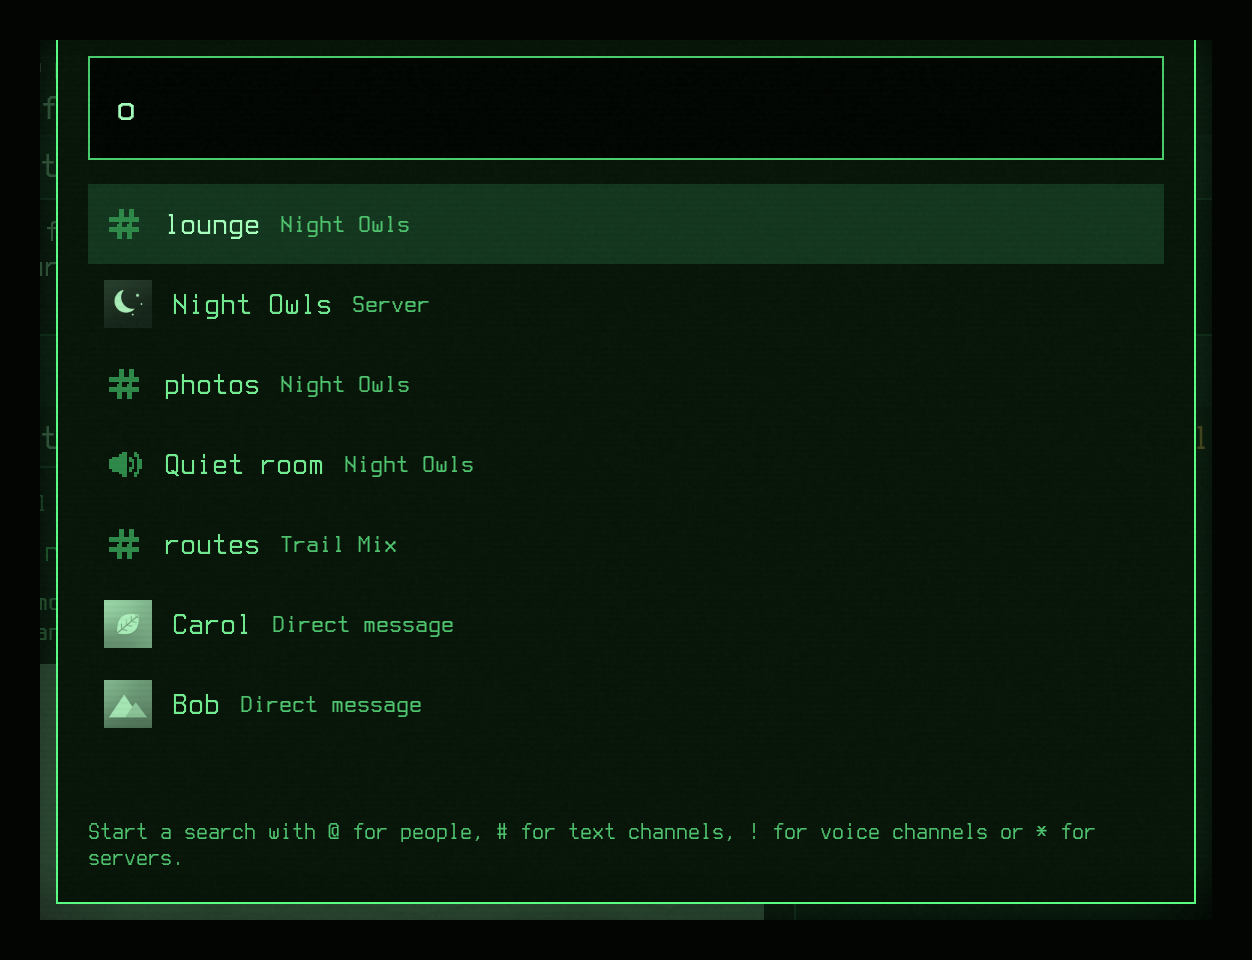 o
# lounge Night Owls
Night Owls Server
# photos Night Owls
Quiet room Night Owls
# routes Trail Mix
Carol Direct message
Bob Direct message
Start a search with @ for people, # for text channels, ! for voice channels or * for
servers.